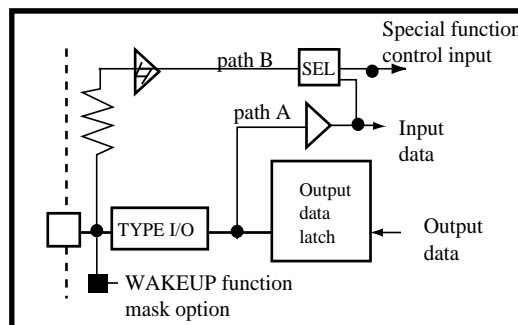 Special function
control input
path B
SEL
path A
Input
data
Output
data
latch
TYPE I/O
Output
data
WAKEUP function
mask option